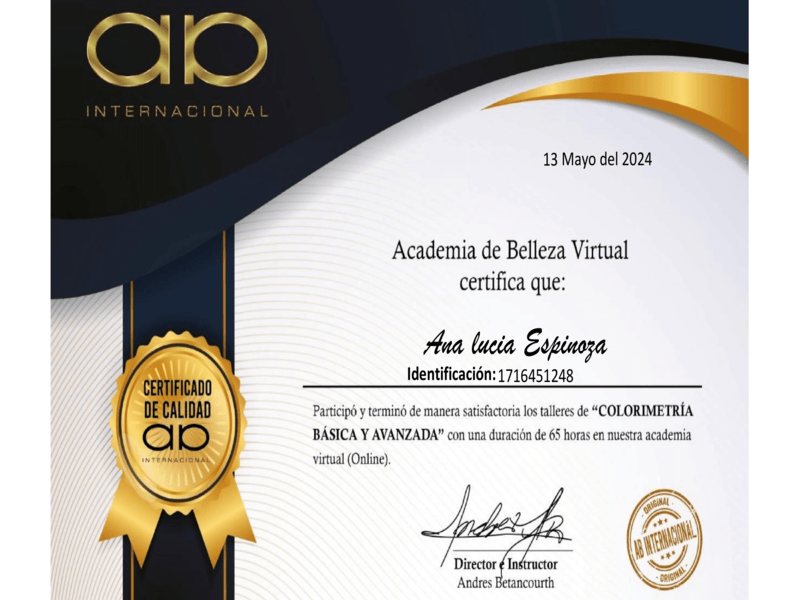 ab
INTERNACIONAL
13 Mayo del 2024
Academia de Belleza Virtual
certifica que:
Ana lucia Espinoza
Identificación: 1716451248
Participó y terminó de manera satisfactoria los talleres de “COLORIMETRÍA
BÁSICA Y AVANZADA” con una duración de 65 horas en nuestra academia
virtual (Online).
CERTIFICADO
DE CALIDAD
ab
INTERNACIONAL
Director e Instructor
Andres Betancourth
ORIGINAL
AB INTERNACIONAL
ORIGINAL